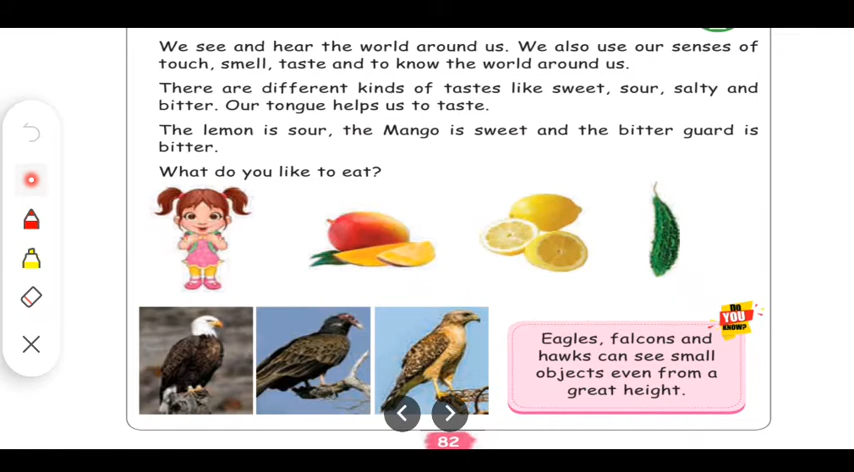 We see and hear the world around us. We also use our senses of
touch, smell, taste and to know the world around us.
There are different kinds of tastes like sweet, sour, salty and
bitter. Our tongue helps us to taste.
The lemon is sour, the Mango is sweet and the bitter guard is
bitter.
What do you like to eat?
Do
YOU
KNOW?
Eagles, falcons and
hawks can see small
objects even from a
great height.
82